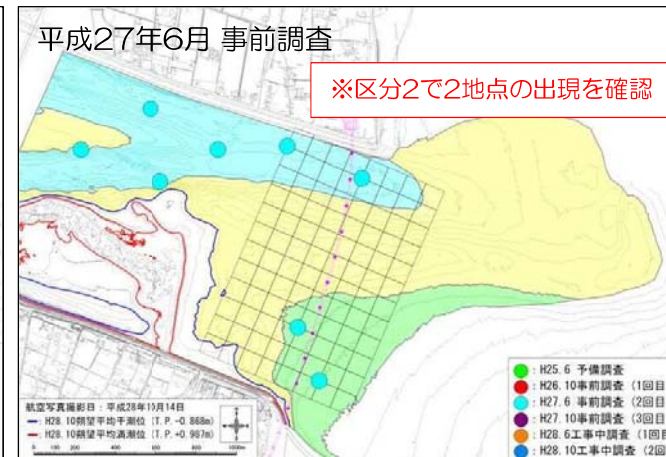 平成27年6月 事前調査
※区分2で2地点の出現を確認
: H25.6 予備調査
: H26.10事前調査 (1回目
: H27.6 事前調査 (2回目
: H27.10事前調査 (3回目
: H28.6工事中調査 (1回目
: H28.10工事中調査 (2回
航空写真撮影日：平成28年10月14日
: H28.10朔望平均干潮位 (T.P.-0.868m)
: H28.10朔望平均満潮位 (T.P.+0.987m)